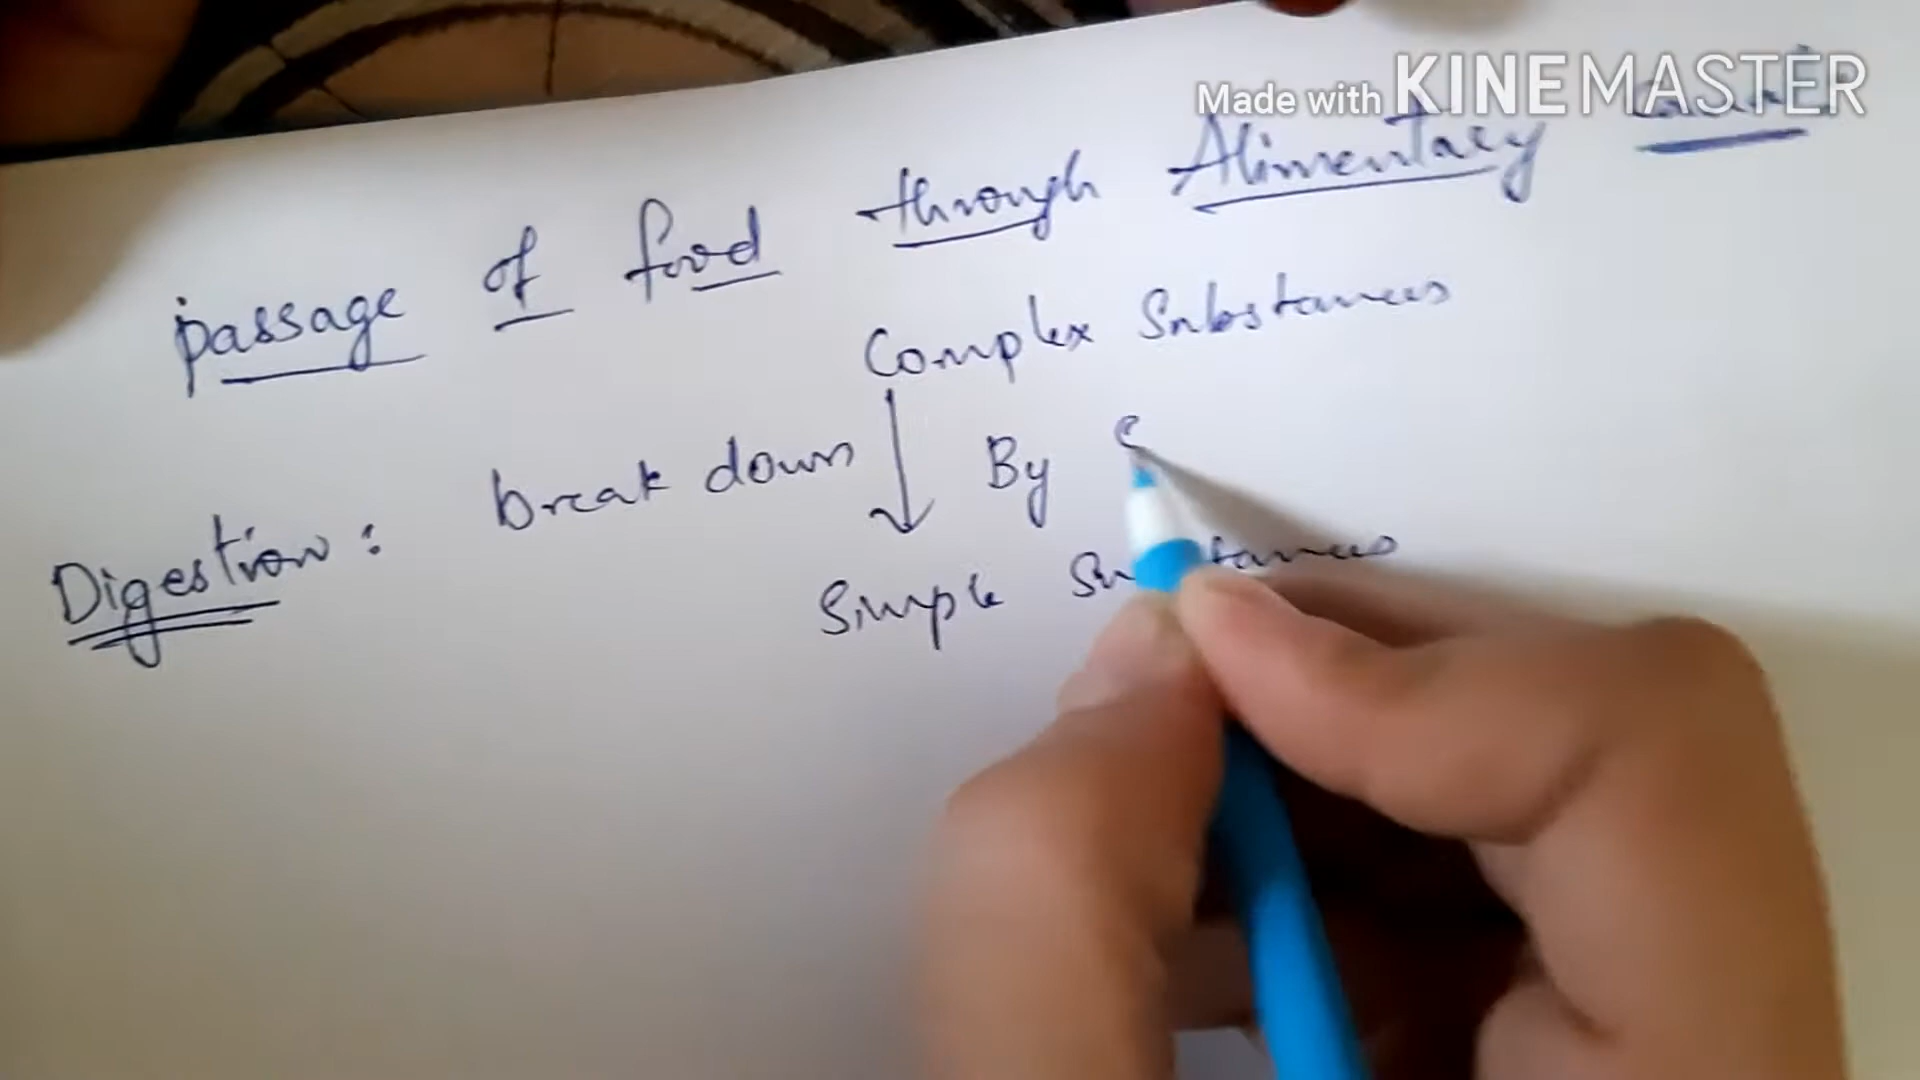 Made with KINEMASTER
Passage of food through Alimentary
Complex Substances
break down
By
Digestion:
Simple